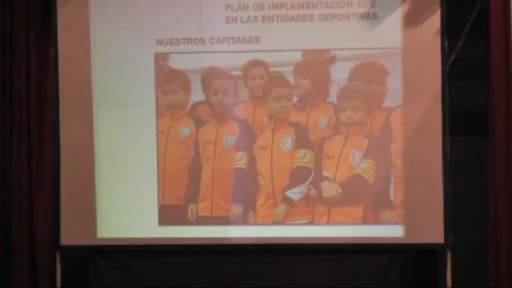 PLAN DE IMPLEMENTACIÓN
EN LAS ENTIDADES DEPORTIVAS
NUESTROS CAPITANES